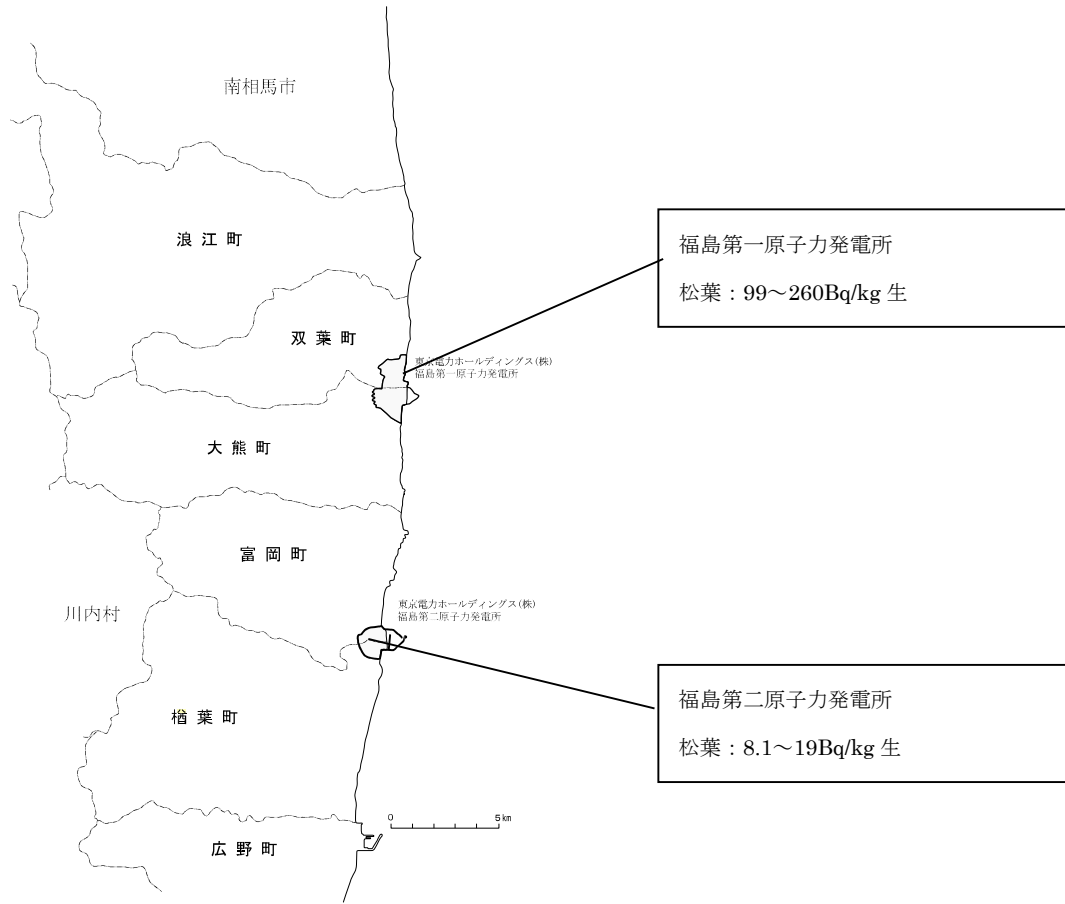 南相馬市
浪江町
福島第一原子力発電所
松葉：99～260Bq/kg 生
双葉町
東京電力ホールディングス(株)
福島第一原子力発電所
大熊町
富岡町
東京電力ホールディングス(株)
福島第二原子力発電所
川内村
福島第二原子力発電所
松葉：8.1～19Bq/kg 生
楢葉町
0 5km
広野町